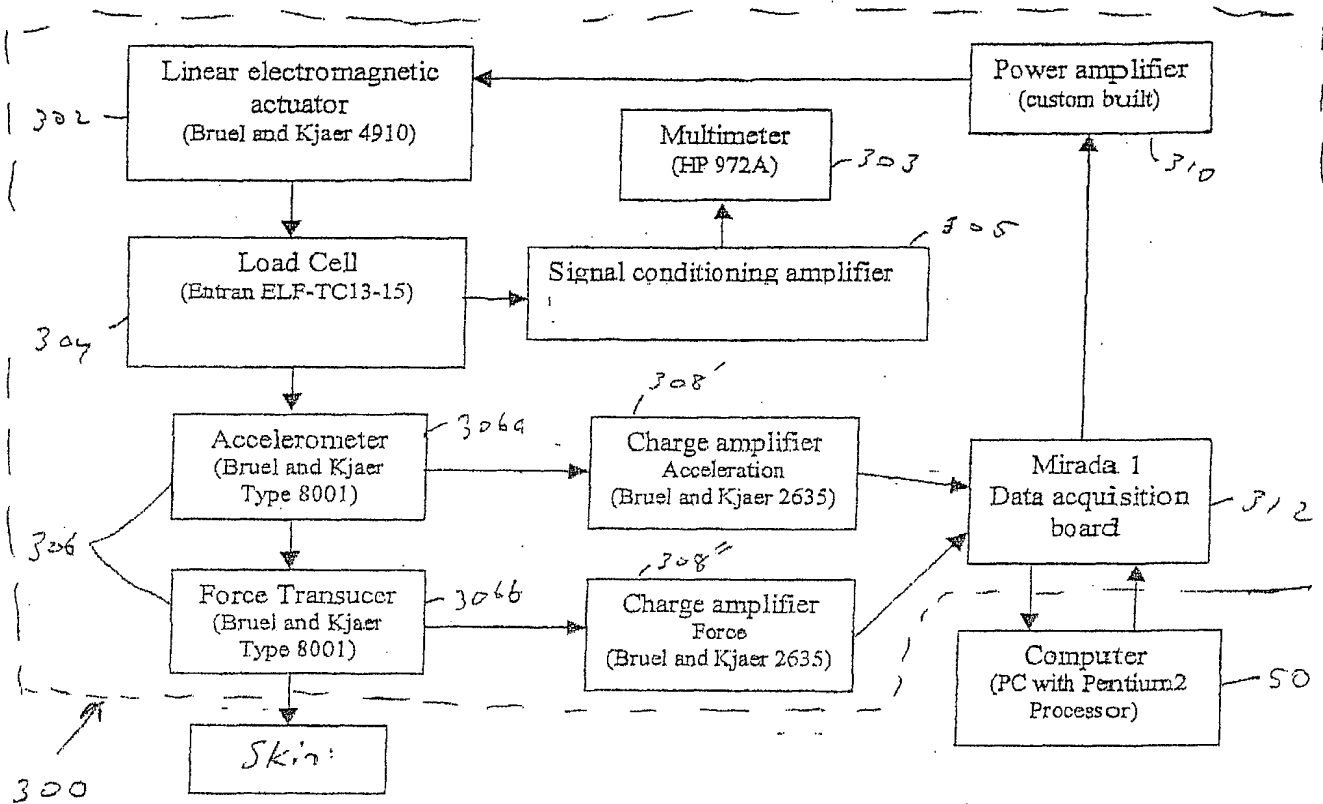 Linear electromagnetic
actuator
(Bruel and Kjaer 4910)
302
Power amplifier
(custom built)
310
Multimeter
(HP 972A)
303
Load Cell
(Entran ELF-TC13-15)
304
Signal conditioning amplifier
305
Accelerometer
(Bruel and Kjaer
Type 8001)
306a
Charge amplifier
Acceleration
(Bruel and Kjaer 2635)
308'
Mirada 1
Data acquisition
board
312
306
Force Transucer
(Bruel and Kjaer
Type 8001)
306b
Charge amplifier
Force
(Bruel and Kjaer 2635)
308"
Computer
(PC with Pentium2
Processor)
50
Skin
300